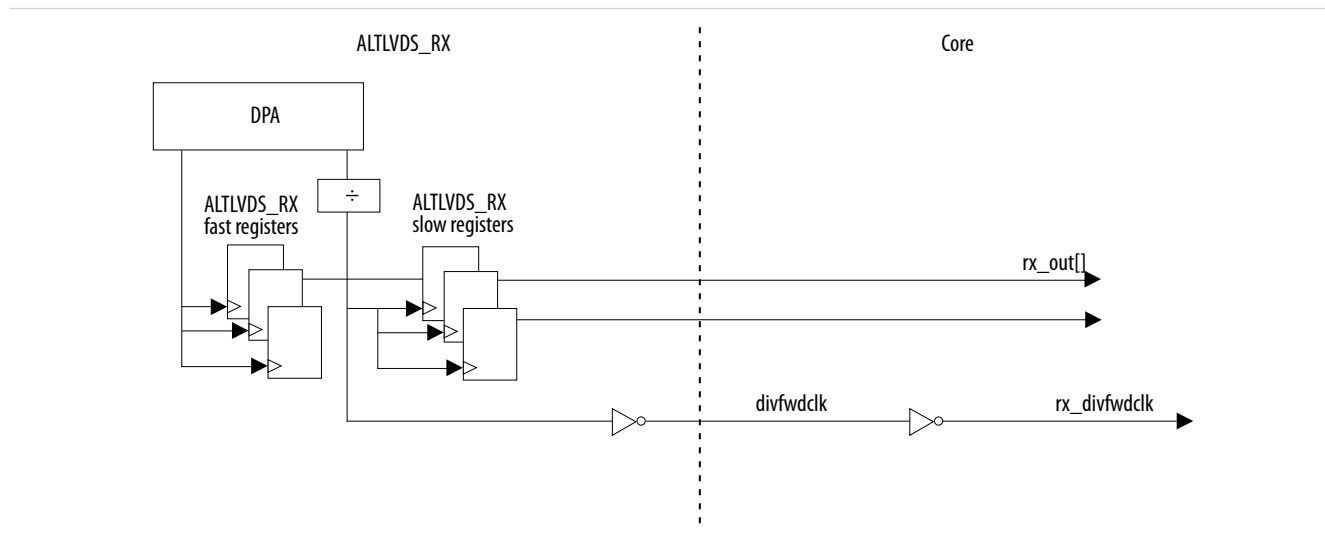 ALTLVDS_RX
Core
DPA
÷
ALTLVDS_RX
fast registers
ALTLVDS_RX
slow registers
rx_out[]
divfwdclk
rx_divfwdclk